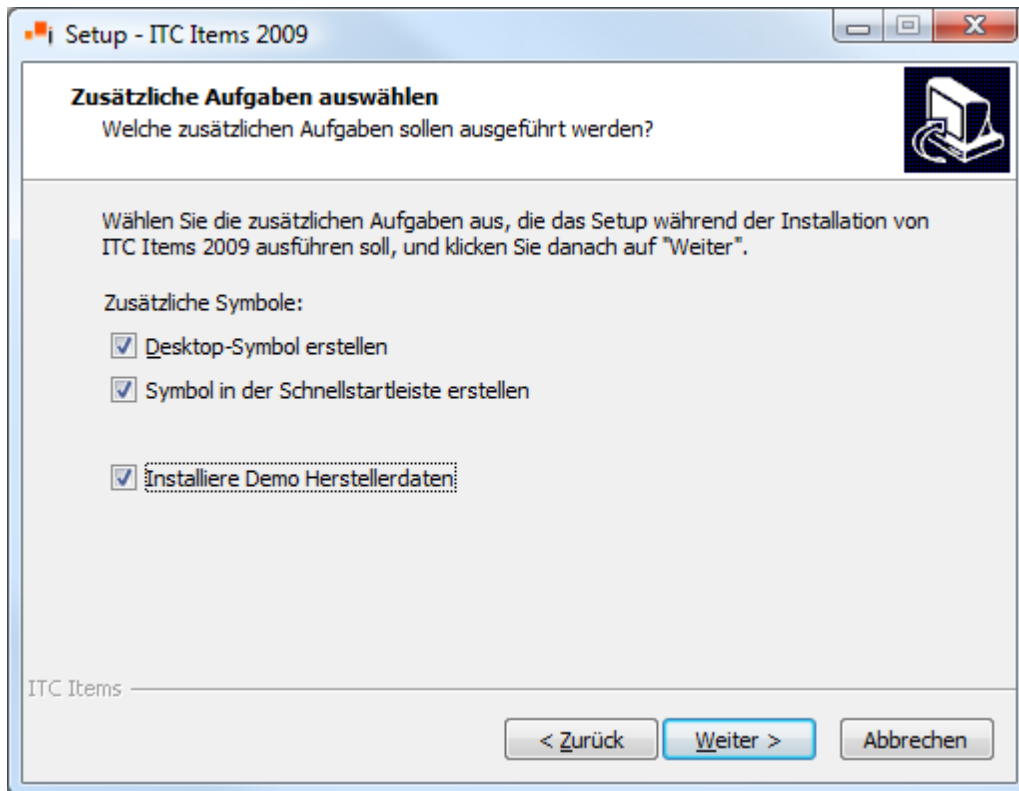 Setup - ITC Items 2009
Zusätzliche Aufgaben auswählen
Welche zusätzlichen Aufgaben sollen ausgeführt werden?
Wählen Sie die zusätzlichen Aufgaben aus, die das Setup während der Installation von
ITC Items 2009 ausführen soll, und klicken Sie danach auf "Weiter".
Zusätzliche Symbole:
Desktop-Symbol erstellen
Symbol in der Schnellstartleiste erstellen
Installiere Demo Herstellerdaten
ITC Items
< Zurück Weiter > Abbrechen